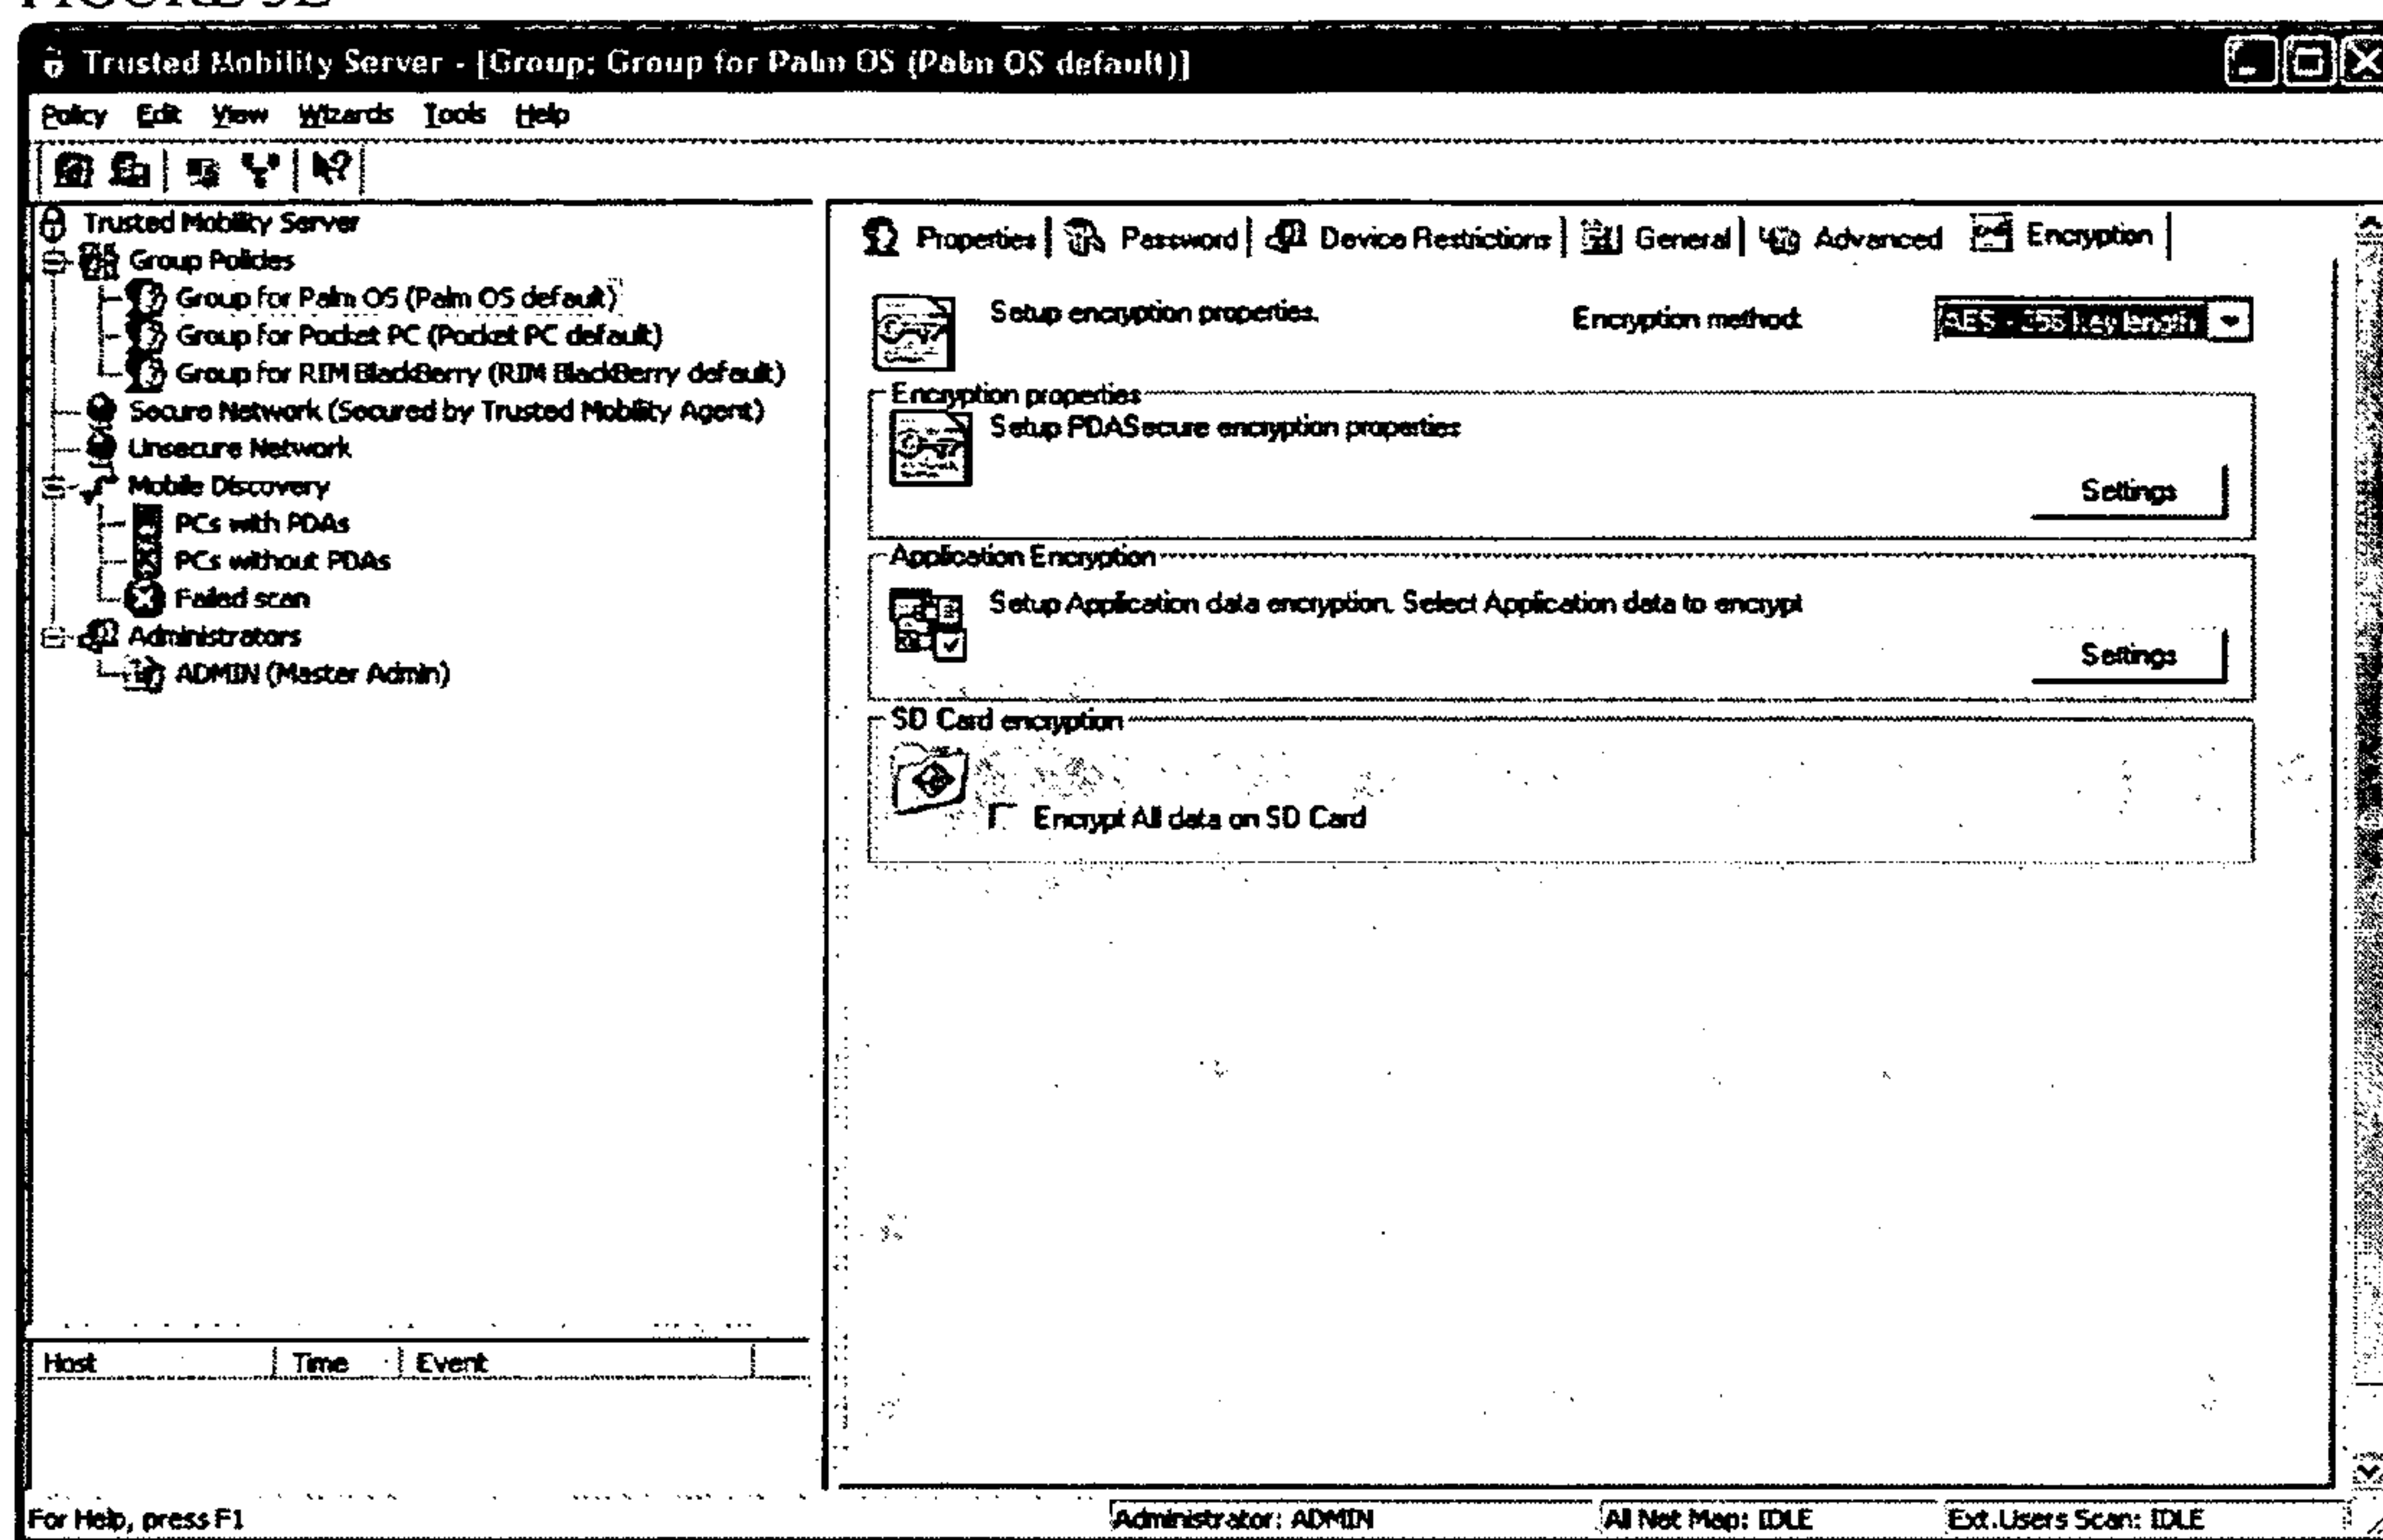 Trusted Mobility Server - [Group: Group for Palm OS (Palm OS default)]
Policy Edit View Wizards Tools Help
Trusted Mobility Server
Group Policies
Group for Palm OS (Palm OS default)
Group for Pocket PC (Pocket PC default)
Group for RIM BlackBerry (RIM BlackBerry default)
Secure Network (Secured by Trusted Mobility Agent)
Unsecure Network
Mobile Discovery
PCs with PDAs
PCs without PDAs
Failed scan
Administrators
ADMIN (Master Admin)
Host Time Event
Properties Password Device Restrictions General Advanced Encryption
Setup encryption properties. Encryption method:
AES - 256 key length
Encryption properties
Setup PDASecure encryption properties
Settings
Application Encryption
Setup Application data encryption. Select Application data to encrypt
Settings
SD Card encryption
Encrypt All data on SD Card
For Help, press F1 Administrator: ADMIN All Net Map: IDLE Ext.Users Scan: IDLE